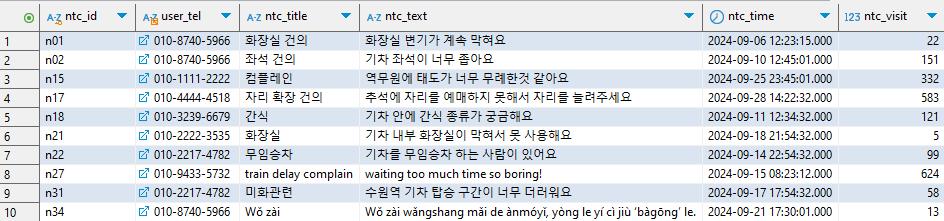 ntc_id user_tel ntc_title ntc_text ntc_time ntc_visit
1 n01 010-8740-5966 화장실 건의 화장실 변기가 계속 막혀요 2024-09-06 12:23:15.000 22
2 n02 010-8740-5966 좌석 건의 기차 좌석이 너무 좁아요 2024-09-10 12:45:01.000 151
3 n15 010-1111-2222 컴플레인 역무원에 태도가 너무 무례한것 같아요 2024-09-25 23:45:01.000 332
4 n17 010-4444-4518 자리 확장 건의 추석에 자리를 예매하지 못해서 자리를 늘려주세요 2024-09-28 14:22:32.000 583
5 n18 010-3239-6679 간식 기차 안에 간식 종류가 궁금해요 2024-09-11 12:34:32.000 121
6 n21 010-2222-3535 화장실 기차 내부 화장실이 막혀서 못 사용해요 2024-09-18 21:54:32.000 5
7 n22 010-2217-4782 무임승차 기차를 무임승차 하는 사람이 있어요 2024-09-14 22:54:32.000 99
8 n27 010-9433-5732 train delay complain waiting too much time so boring! 2024-09-15 08:23:12.000 624
9 n31 010-2217-4782 미화관련 수원역 기차 탑승 구간이 너무 더러워요 2024-09-17 17:54:32.000 58
10 n34 010-8740-5966 Wǒ zài Wǒ zài wǎngshang mǎi de ànmóyǐ, yòng le yí cì jiù ‘bàgōng’ le. 2024-09-21 17:30:01.000 13